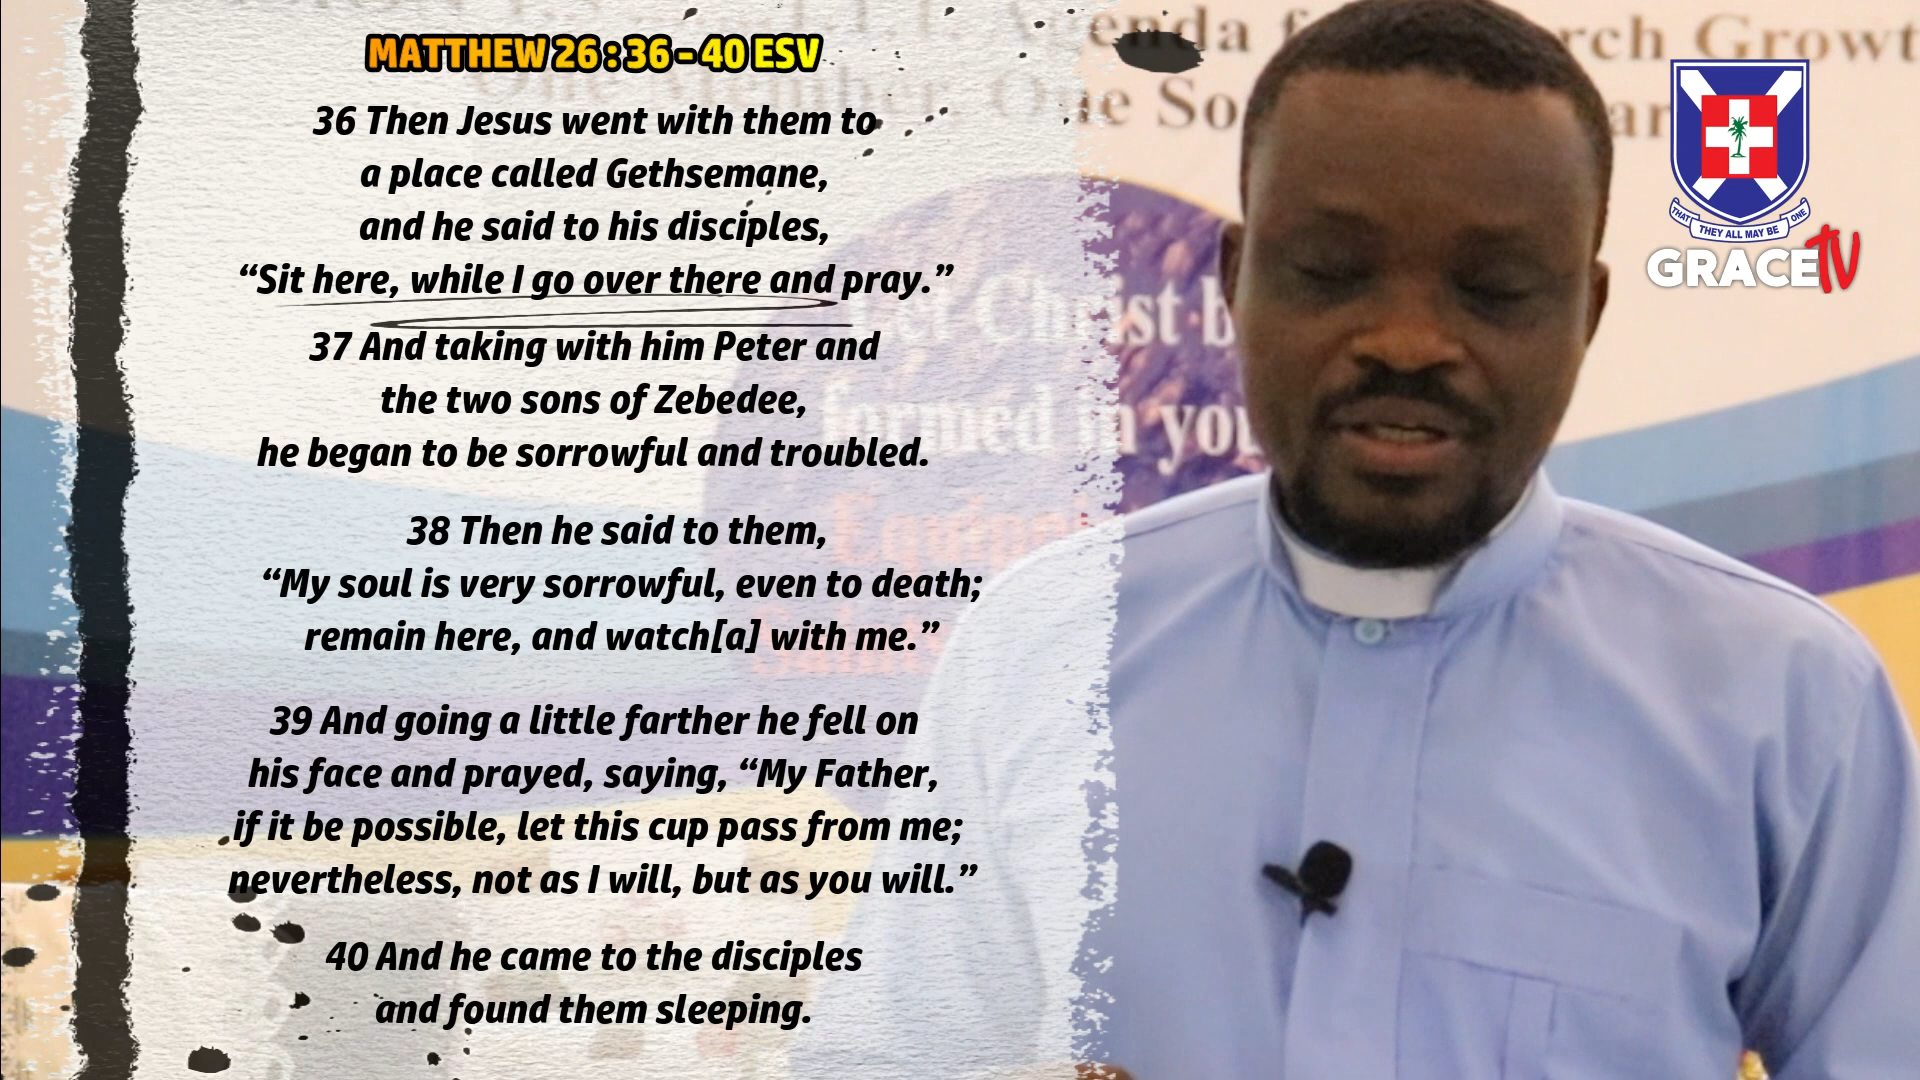 MATTHEW 26 : 36 - 40 ESV
36 Then Jesus went with them to
a place called Gethsemane,
and he said to his disciples,
“Sit here, while I go over there and pray.”
37 And taking with him Peter and
the two sons of Zebedee,
he began to be sorrowful and troubled.
38 Then he said to them,
“My soul is very sorrowful, even to death;
remain here, and watch[a] with me.”
39 And going a little farther he fell on
his face and prayed, saying, “My Father,
if it be possible, let this cup pass from me;
nevertheless, not as I will, but as you will.”
40 And he came to the disciples
and found them sleeping.
Growt
Let Christ b
formed in you
THAT THEY ALL MAY BE ONE
GRACE TV